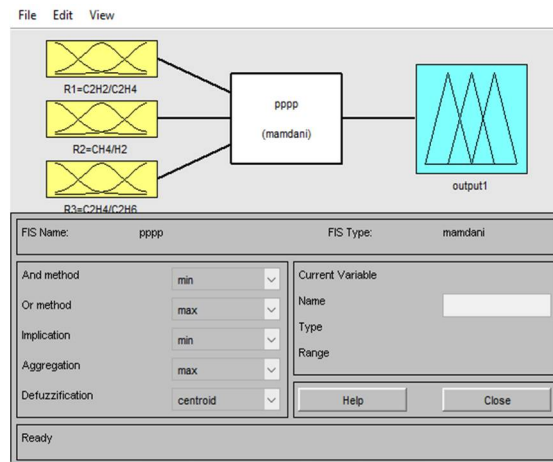 File Edit View
R1=C2H2/C2H4
R2=CH4/H2
R3=C2H4/C2H6
pppp
(mamdani)
output1
FIS Name: pppp FIS Type: mamdani
And method min
Or method max
Implication min
Aggregation max
Defuzzification centroid
Current Variable
Name
Type
Range
Help Close
Ready